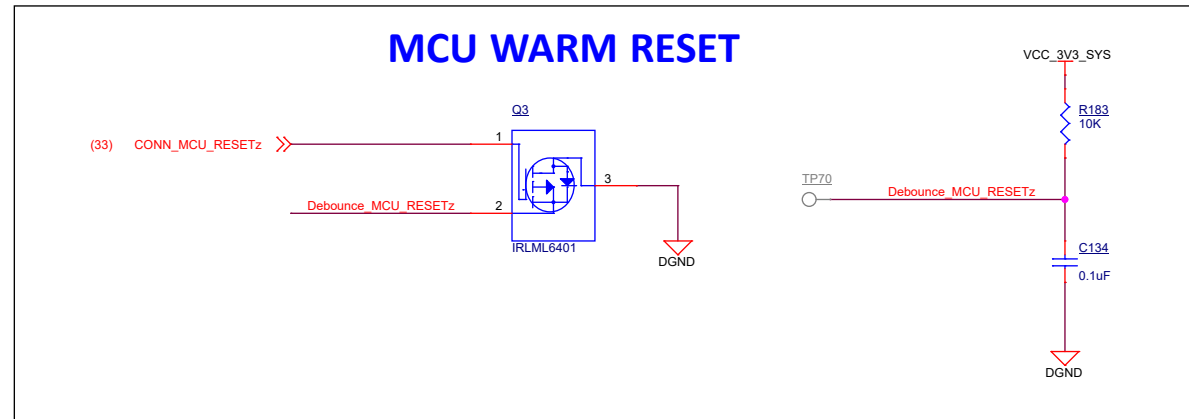 MCU WARM RESET
VCC_3V3_SYS
Q3
R183
10K
(33) CONN_MCU_RESETz
1
TP70
3
Debounce_MCU_RESETz
Debounce_MCU_RESETz
2
IRLML6401
C134
DGND
0.1uF
DGND